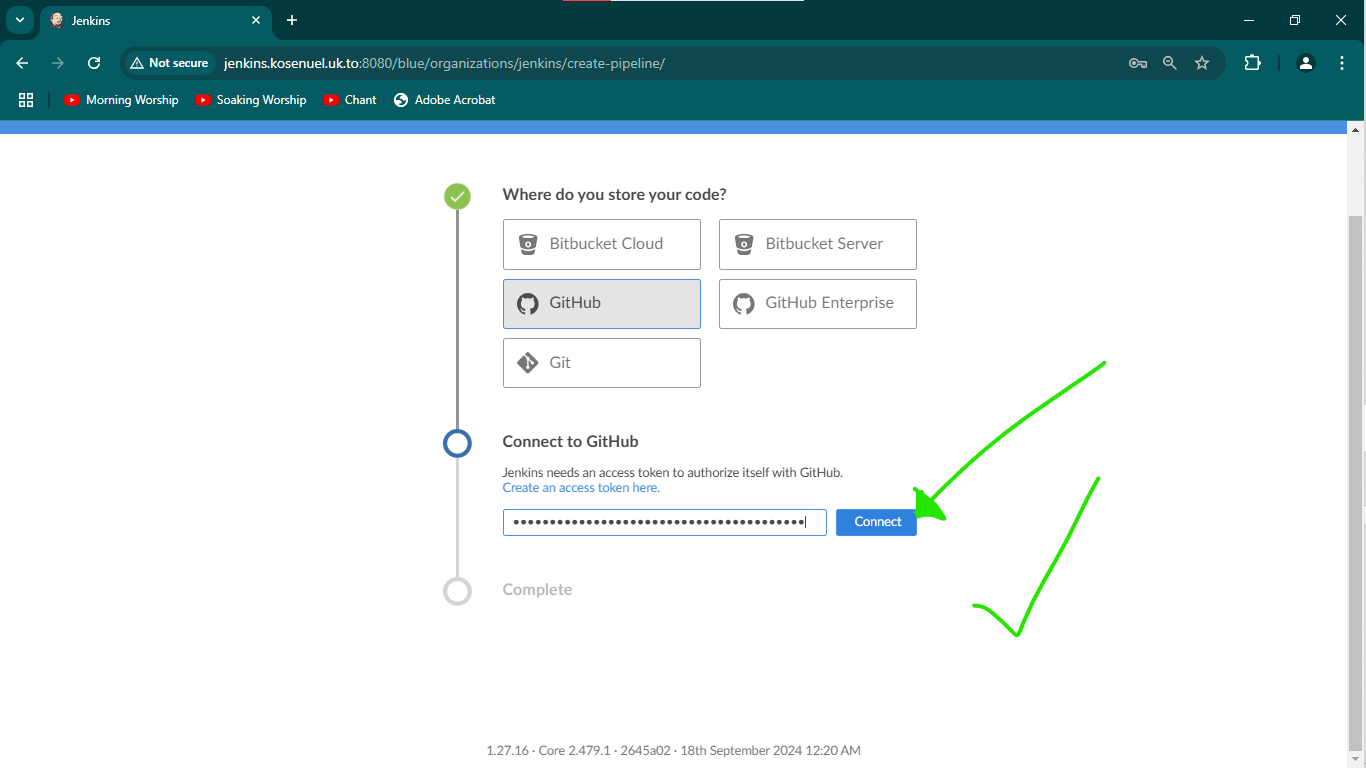 Jenkins
Not secure jenkins.kosenuel.uk.to:8080/blue/organizations/jenkins/create-pipeline/
Morning Worship Soaking Worship Chant Adobe Acrobat
Where do you store your code?
Bitbucket Cloud Bitbucket Server
GitHub GitHub Enterprise
Git
Connect to GitHub
Jenkins needs an access token to authorize itself with GitHub.
Create an access token here.
Connect
Complete
1.27.16 · Core 2.479.1 · 2645a02 · 18th September 2024 12:20 AM